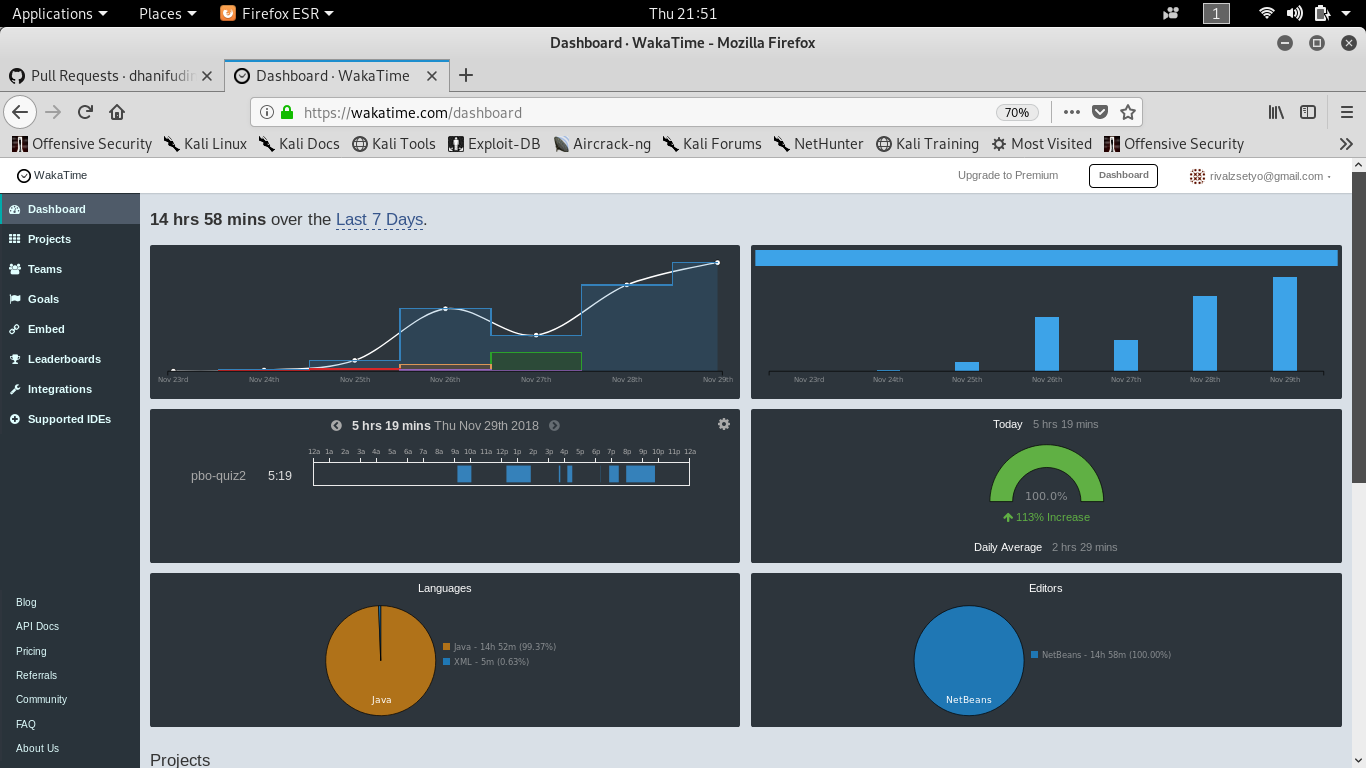 Applications Places Firefox ESR Thu 21:51 1
Dashboard · WakaTime - Mozilla Firefox
Pull Requests · dhanifudin Dashboard · WakaTime
https://wakatime.com/dashboard 70%
Offensive Security Kali Linux Kali Docs Kali Tools Exploit-DB Aircrack-ng Kali Forums NetHunter Kali Training Most Visited Offensive Security
WakaTime Upgrade to Premium Dashboard rivalzsetyo@gmail.com
Dashboard
Projects
Teams
Goals
Embed
Leaderboards
Integrations
Supported IDEs
Blog
API Docs
Pricing
Referrals
Community
FAQ
About Us
14 hrs 58 mins over the Last 7 Days.
Nov 23rd Nov 24th Nov 25th Nov 26th Nov 27th Nov 28th Nov 29th
Nov 23rd Nov 24th Nov 25th Nov 26th Nov 27th Nov 28th Nov 29th
5 hrs 19 mins Thu Nov 29th 2018
12a 1a 2a 3a 4a 5a 6a 7a 8a 9a 10a 11a 12p 1p 2p 3p 4p 5p 6p 7p 8p 9p 10p 11p 12a
pbo-quiz2 5:19
Today 5 hrs 19 mins
100.0%
113% Increase
Daily Average 2 hrs 29 mins
Languages
Java - 14h 52m (99.37%)
XML - 5m (0.63%)
Java
Editors
NetBeans - 14h 58m (100.00%)
NetBeans
Projects